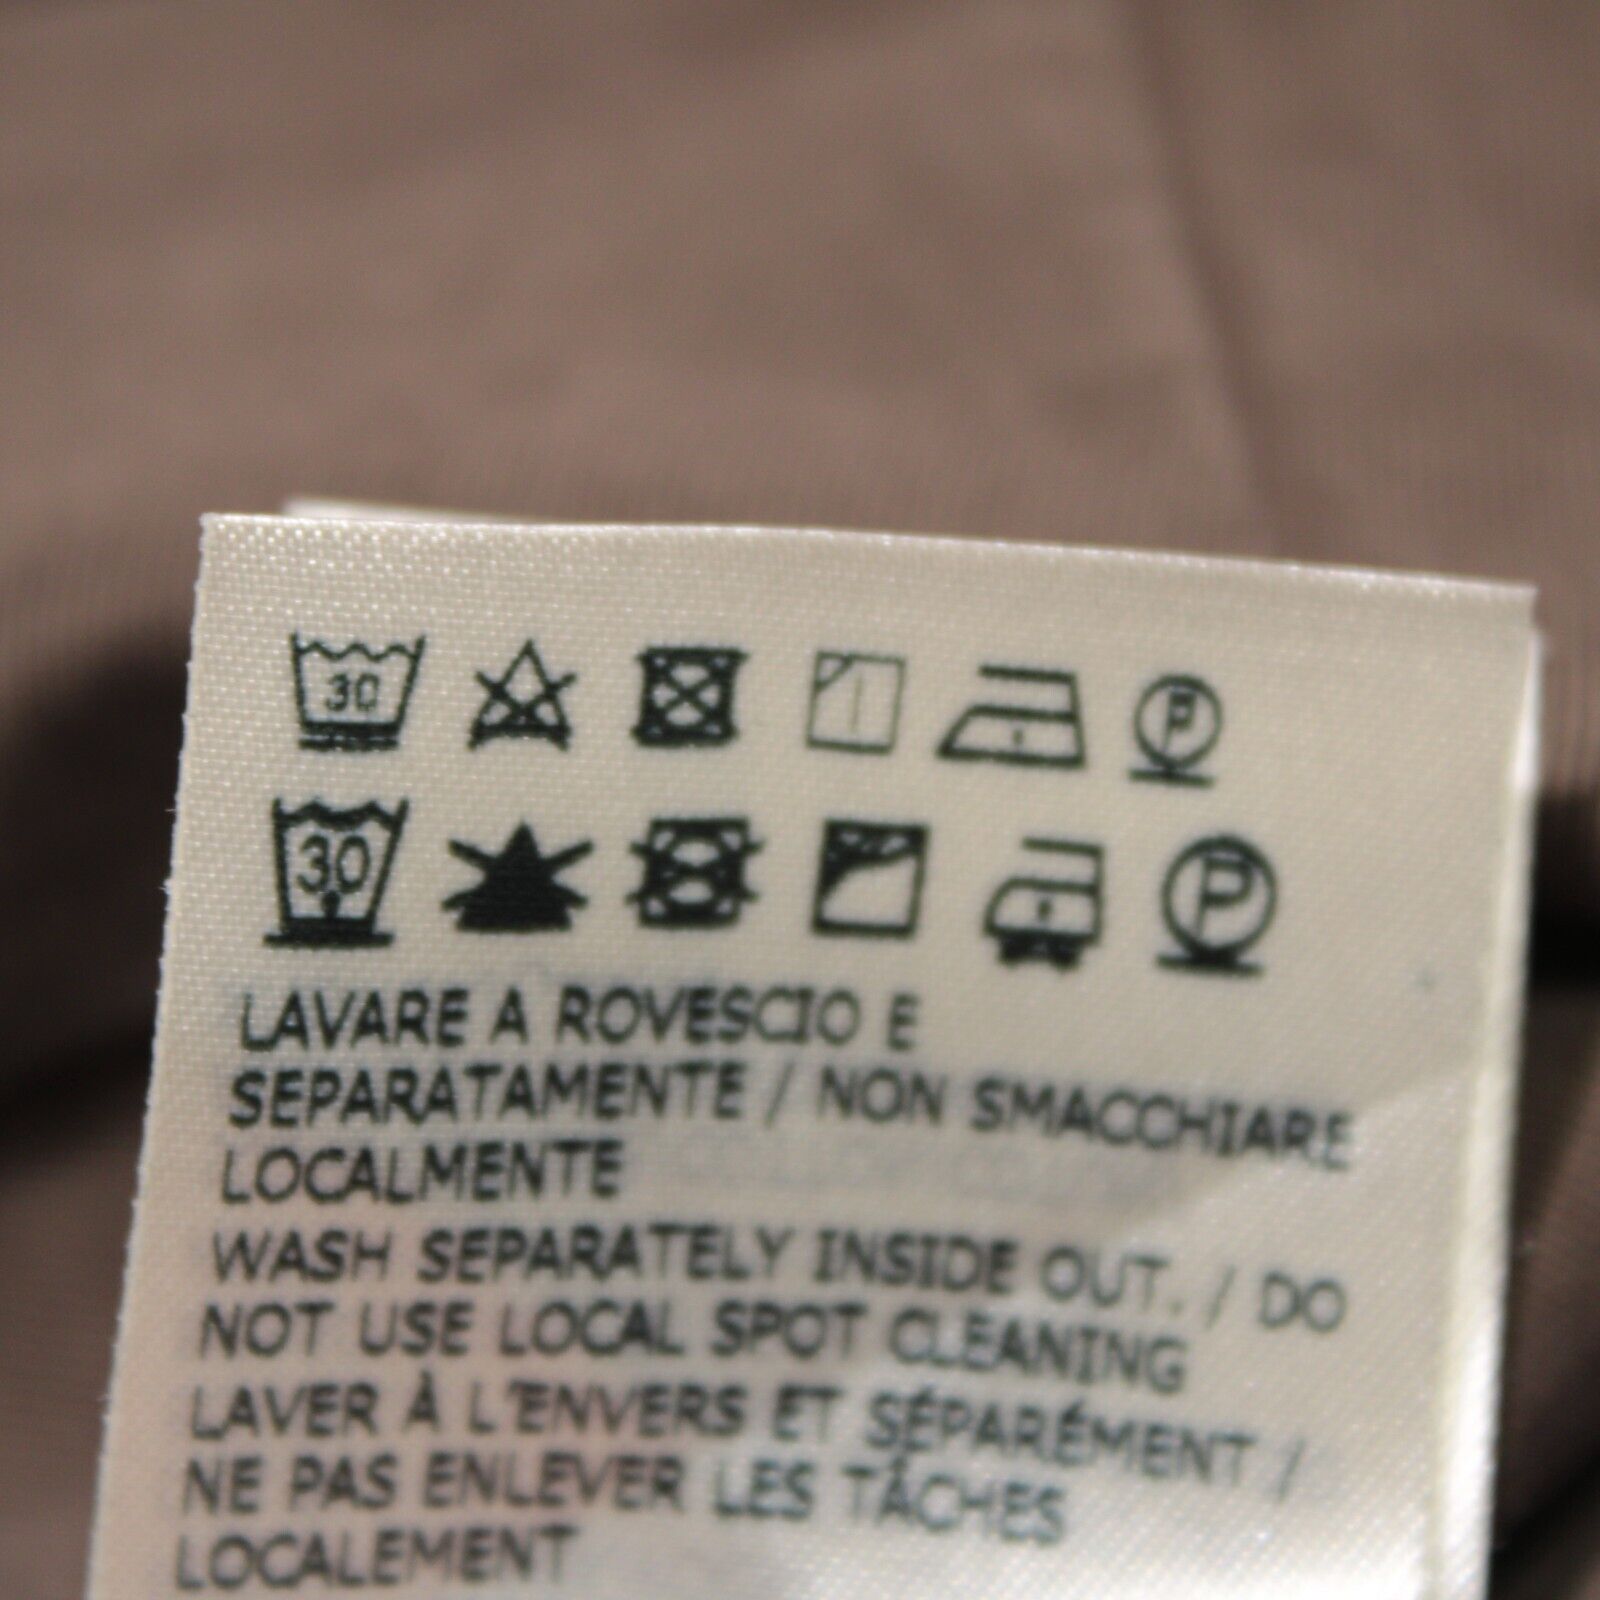 30 P
30 P
LAVARE A ROVESCIO E
SEPARATAMENTE / NON SMACCHIARE
LOCALMENTE
WASH SEPARATELY INSIDE OUT. / DO
NOT USE LOCAL SPOT CLEANING
LAVER À L'ENVERS ET SÉPARÉMENT /
NE PAS ENLEVER LES TÂCHES
LOCALEMENT